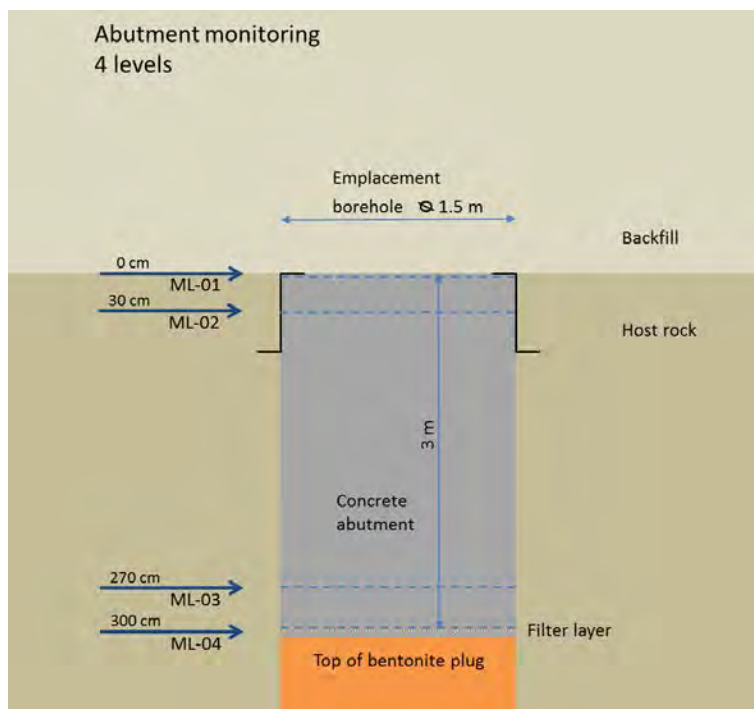 Abutment monitoring
4 levels
Emplacement
borehole ⌀ 1.5 m
Backfill
0 cm
ML-01
30 cm
ML-02
Host rock
3 m
Concrete
abutment
270 cm
ML-03
300 cm
ML-04
Filter layer
Top of bentonite plug